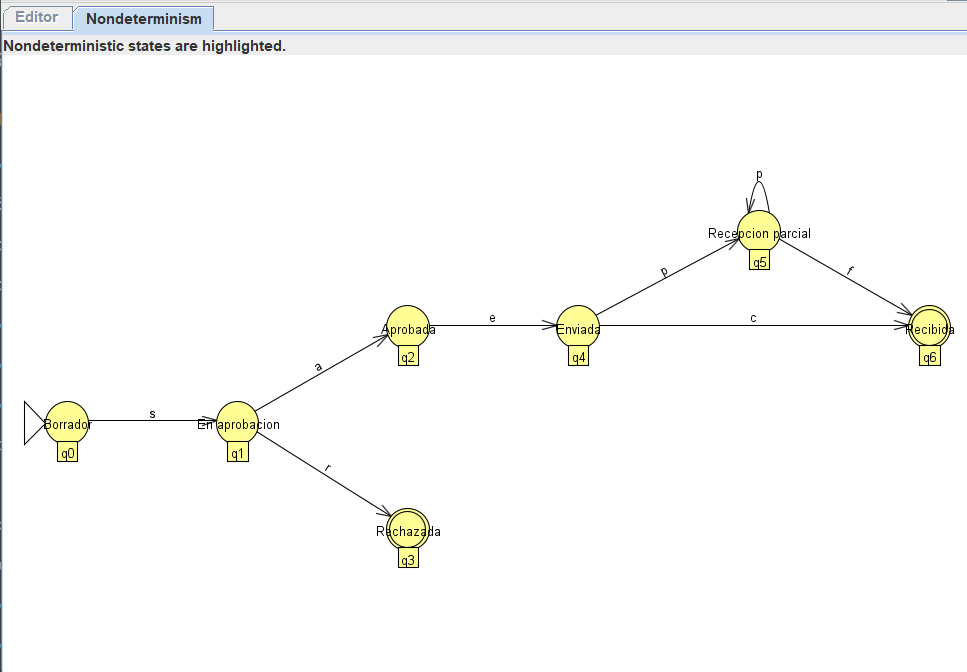 Editor
Nondeterminism
Nondeterministic states are highlighted.
p
Recepcion parcial
q5
p
f
Aprobada
e
Enviada
c
Recibida
q2
q4
q6
a
s
Borrador
En aprobacion
q0
q1
r
Rechazada
q3